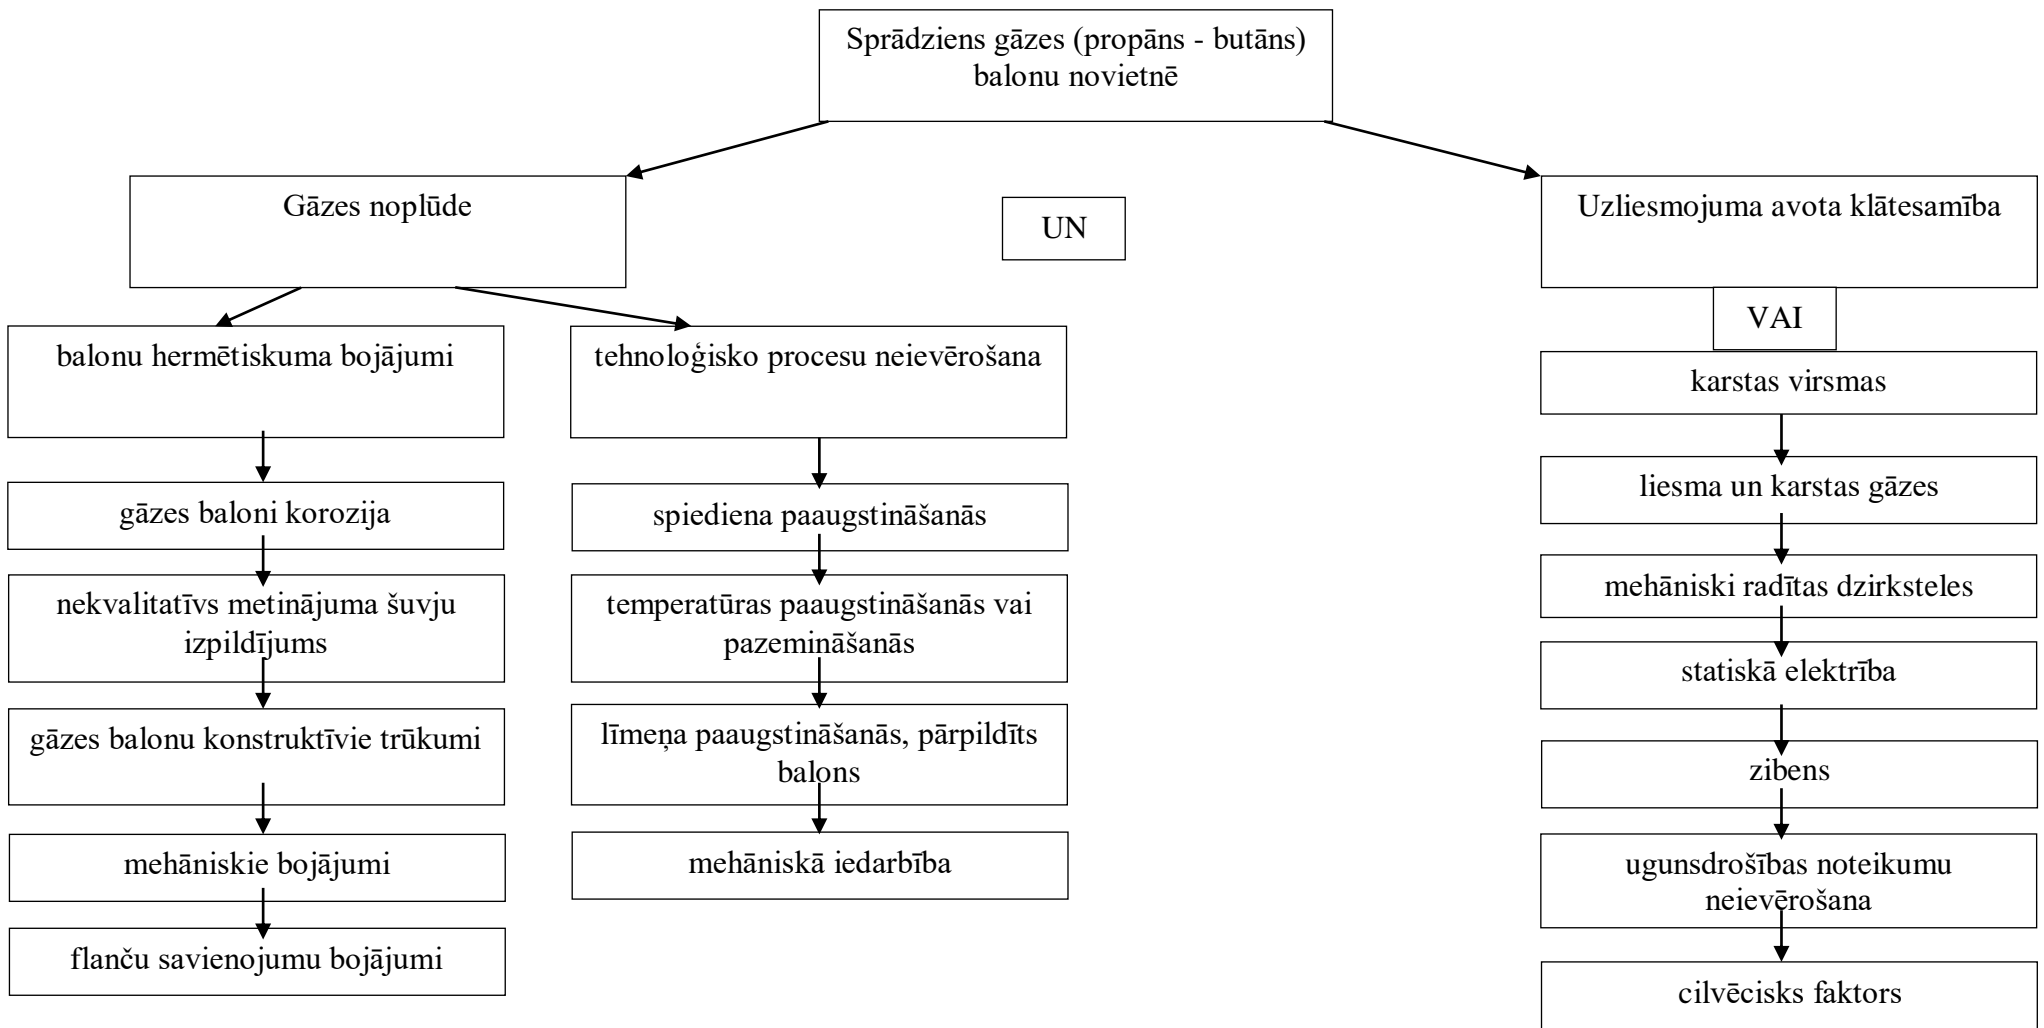 Sprādziens gāzes (propāns - butāns)
balonu novietnē
Gāzes noplūde
UN
Uzliesmojuma avota klātesamība
VAI
balonu hermētiskuma bojājumi
gāzes baloni korozija
nekvalitatīvs metinājuma šuvju
izpildījums
gāzes balonu konstruktīvie trūkumi
mehāniskie bojājumi
flanču savienojumu bojājumi
tehnoloģisko procesu neievērošana
spiediena paaugstināšanās
temperatūras paaugstināšanās vai
pazemināšanās
līmeņa paaugstināšanās, pārpildīts
balons
mehāniskā iedarbība
karstas virsmas
liesma un karstas gāzes
mehāniski radītas dzirksteles
statiskā elektrība
zibens
ugunsdrošības noteikumu
neievērošana
cilvēcisks faktors